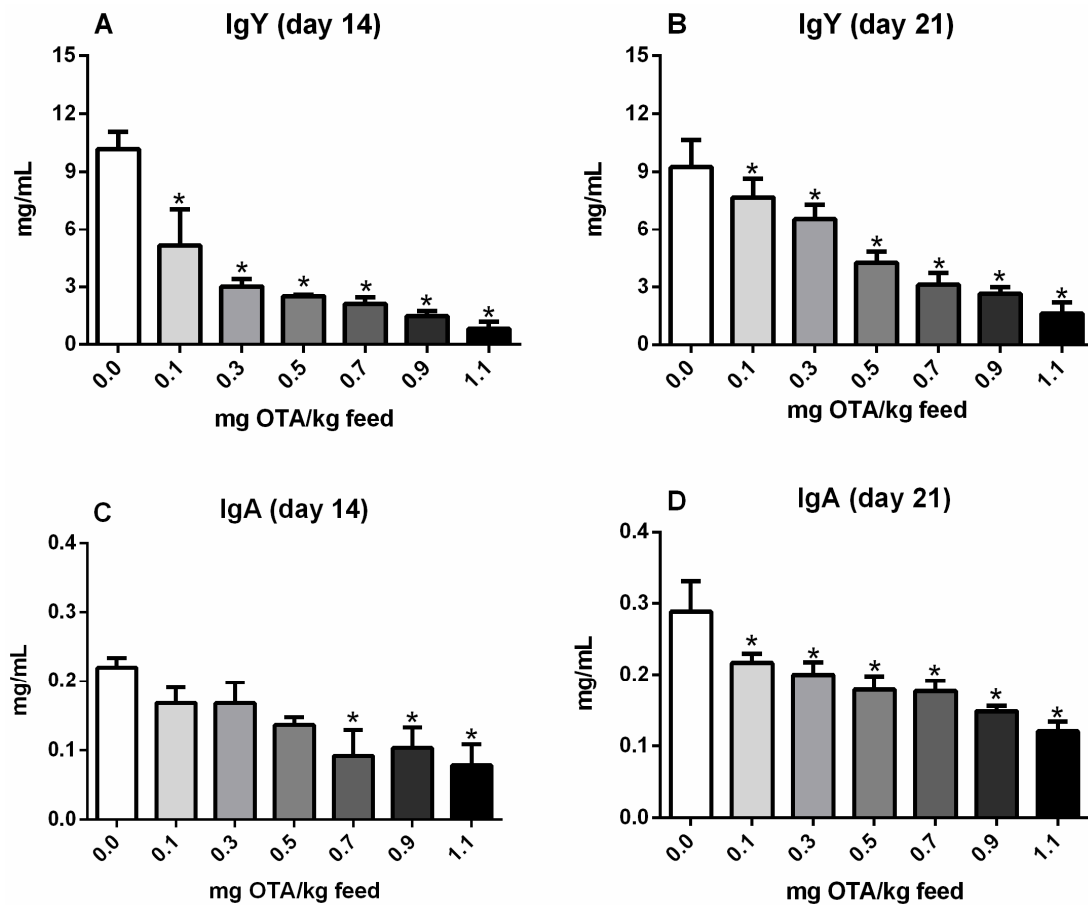 A IgY (day 14)
15
12
9
6
3
0
mg/mL
* * * * * *
0.0 0.1 0.3 0.5 0.7 0.9 1.1
mg OTA/kg feed
B IgY (day 21)
15
12
9
6
3
0
mg/mL
* * * * * *
0.0 0.1 0.3 0.5 0.7 0.9 1.1
mg OTA/kg feed
C IgA (day 14)
0.4
0.3
0.2
0.1
0.0
mg/mL
* * *
0.0 0.1 0.3 0.5 0.7 0.9 1.1
mg OTA/kg feed
D IgA (day 21)
0.4
0.3
0.2
0.1
0.0
mg/mL
* * * * * *
0.0 0.1 0.3 0.5 0.7 0.9 1.1
mg OTA/kg feed